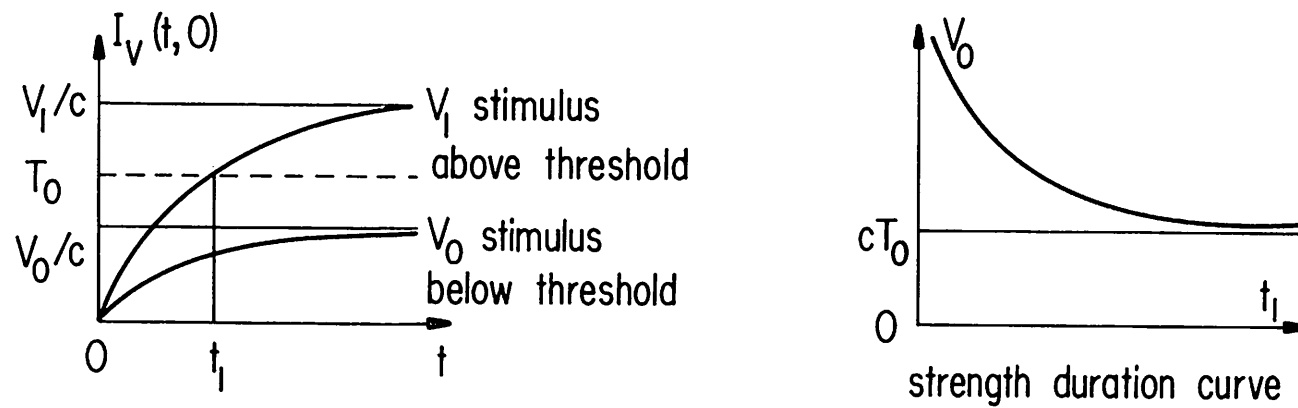 I_V (t, 0)
V_1/c
V_1 stimulus
above threshold
T_0
V_0/c
V_0 stimulus
below threshold
0
t_1
t
V_0
cT_0
0
t_1
strength duration curve